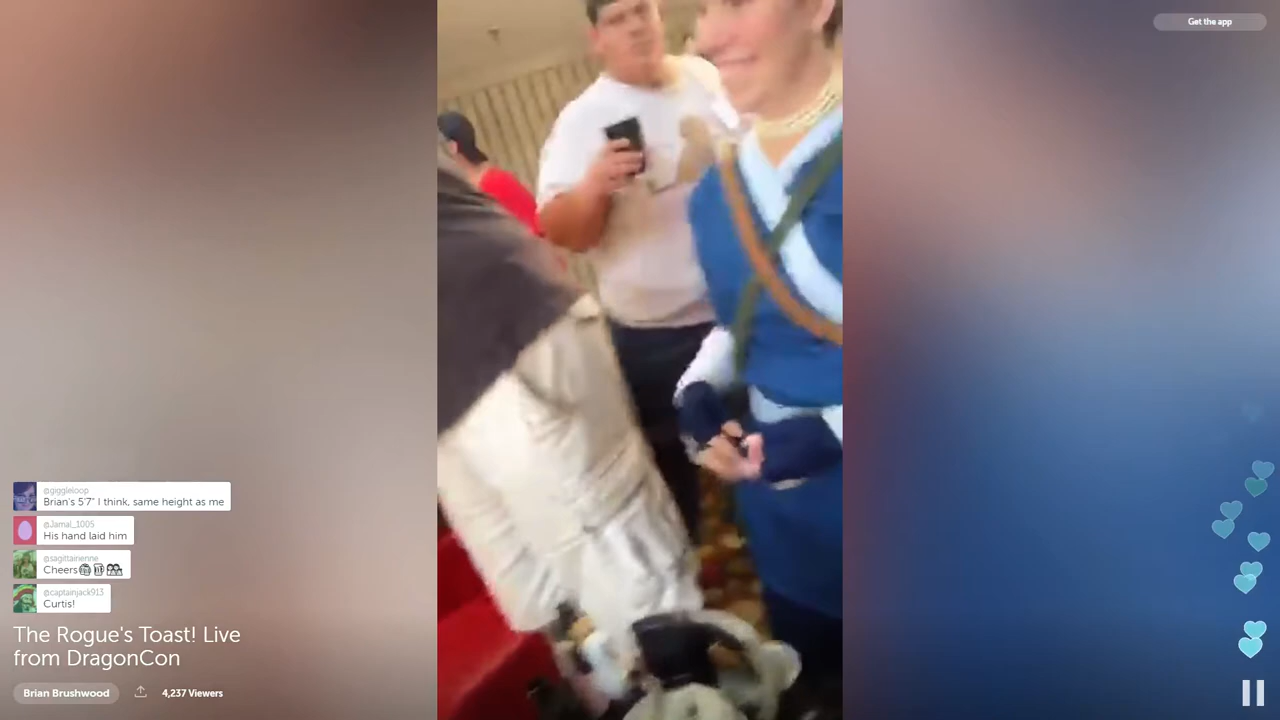 Get the app
@giggleloop
Brian's 5'7" I think, same height as me
@Jamal_1005
His hand laid him
@sagittainenne
Cheers
@captainjack913
Curtis!
The Rogue's Toast! Live
from DragonCon
Brian Brushwood
4,237 Viewers